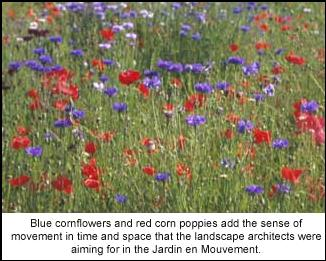 Blue cornflowers and red corn poppies add the sense of
movement in time and space that the landscape architects were
aiming for in the Jardin en Mouvement.